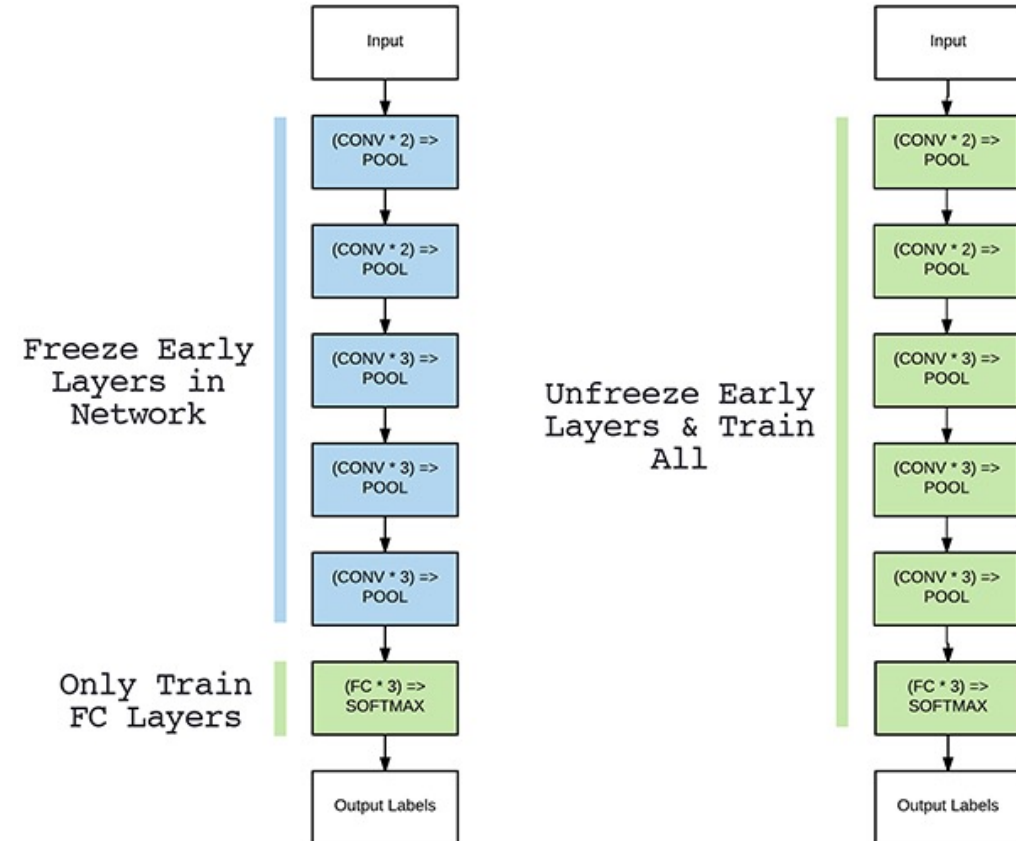 Input
(CONV * 2) =>
POOL
(CONV * 2) =>
POOL
(CONV * 3) =>
POOL
(CONV * 3) =>
POOL
(CONV * 3) =>
POOL
(FC * 3) =>
SOFTMAX
Output Labels
Freeze Early
Layers in
Network
Only Train
FC Layers
Input
(CONV * 2) =>
POOL
(CONV * 2) =>
POOL
(CONV * 3) =>
POOL
(CONV * 3) =>
POOL
(CONV * 3) =>
POOL
(FC * 3) =>
SOFTMAX
Output Labels
Unfreeze Early
Layers & Train
All